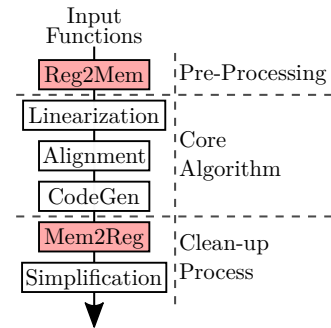 Input
Functions
Reg2Mem
Pre-Processing
Linearization
Alignment
CodeGen
Core
Algorithm
Mem2Reg
Simplification
Clean-up
Process